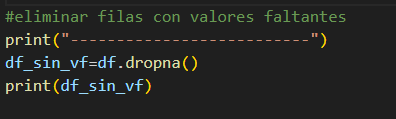 #eliminar filas con valores faltantes
print("--------------------------")
df_sin_vf=df.dropna()
print(df_sin_vf)